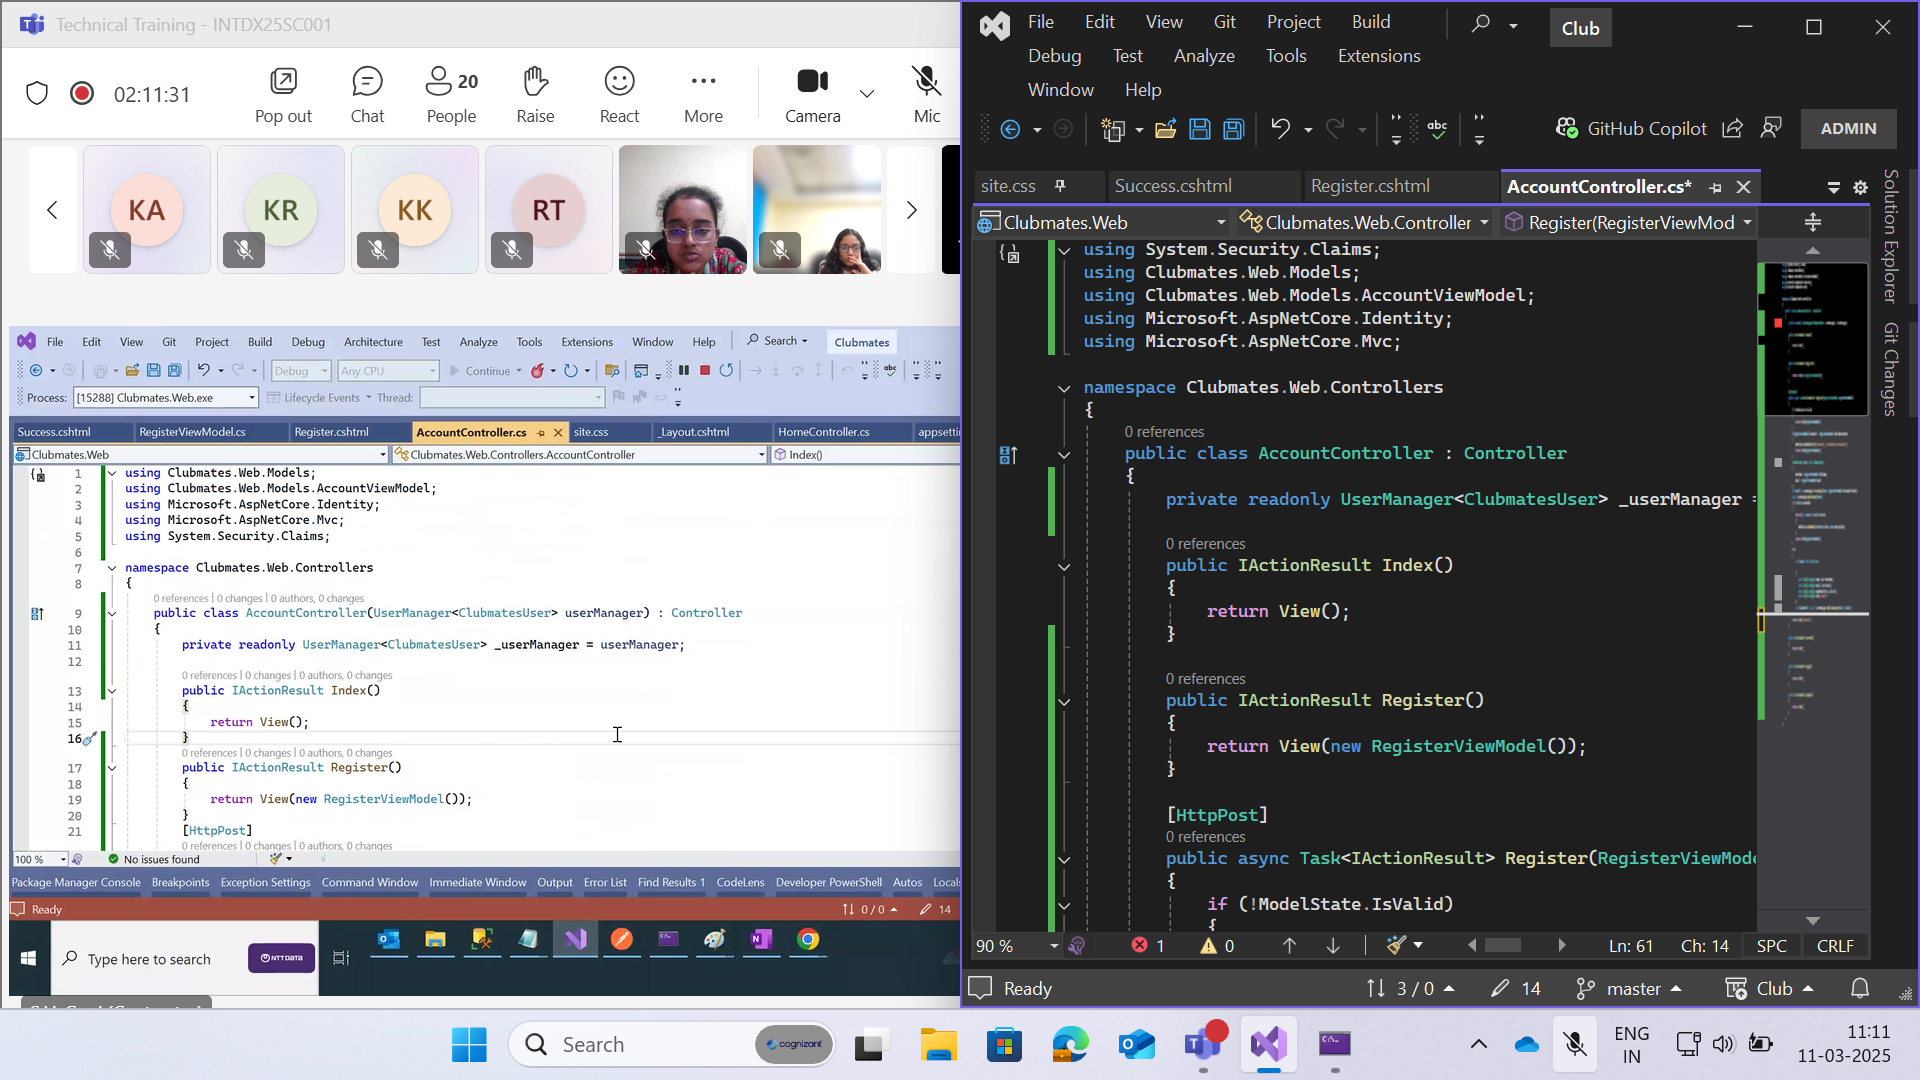 Technical Training - INTDX25SC001
02:11:31
Pop out
Chat
20
People
Raise
React
More
Camera
Mic
KA
KR
KK
RT
File Edit View Git Project Build Debug Architecture Test Analyze Tools Extensions Window Help Search Clubmates
Debug Any CPU Continue
Process: [15288] Clubmates.Web.exe Lifecycle Events Thread:
Success.cshtml RegisterViewModel.cs Register.cshtml AccountController.cs site.css _Layout.cshtml HomeController.cs appsetti
Clubmates.Web Clubmates.Web.Controllers.AccountController Index()
1 using Clubmates.Web.Models;
2 using Clubmates.Web.Models.AccountViewModel;
3 using Microsoft.AspNetCore.Identity;
4 using Microsoft.AspNetCore.Mvc;
5 using System.Security.Claims;
6
7 namespace Clubmates.Web.Controllers
8 {
0 references | 0 changes | 0 authors, 0 changes
9 public class AccountController(UserManager<ClubmatesUser> userManager) : Controller
10 {
11 private readonly UserManager<ClubmatesUser> _userManager = userManager;
12
0 references | 0 changes | 0 authors, 0 changes
13 public IActionResult Index()
14 {
15 return View();
16 }
0 references | 0 changes | 0 authors, 0 changes
17 public IActionResult Register()
18 {
19 return View(new RegisterViewModel());
20 }
21 [HttpPost]
0 references | 0 changes | 0 authors, 0 changes
100 % No issues found
Package Manager Console Breakpoints Exception Settings Command Window Immediate Window Output Error List Find Results 1 CodeLens Developer PowerShell Autos Locals
Ready 0 / 0 14
Type here to search NTT DATA
File Edit View Git Project Build Club
Debug Test Analyze Tools Extensions
Window Help
abc GitHub Copilot ADMIN
site.css Success.cshtml Register.cshtml AccountController.cs*
Clubmates.Web Clubmates.Web.Controller Register(RegisterViewMod
using System.Security.Claims;
using Clubmates.Web.Models;
using Clubmates.Web.Models.AccountViewModel;
using Microsoft.AspNetCore.Identity;
using Microsoft.AspNetCore.Mvc;
namespace Clubmates.Web.Controllers
{
0 references
public class AccountController : Controller
{
private readonly UserManager<ClubmatesUser> _userManager =
0 references
public IActionResult Index()
{
return View();
}
0 references
public IActionResult Register()
{
return View(new RegisterViewModel());
}
[HttpPost]
0 references
public async Task<IActionResult> Register(RegisterViewMode
{
if (!ModelState.IsValid)
{
Solution Explorer
Git Changes
90 % 1 0 Ln: 61 Ch: 14 SPC CRLF
Ready 3 / 0 14 master Club
Search cognizant
ENG
IN
11:11
11-03-2025